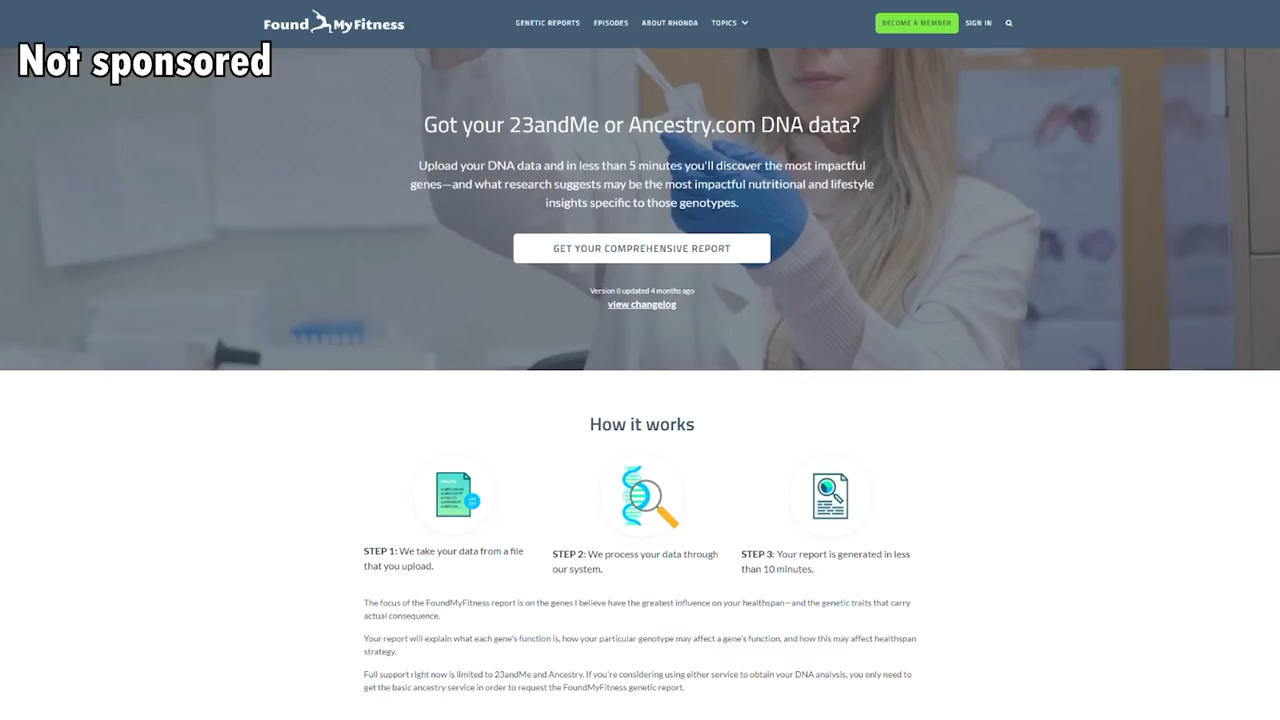 Found MyFitness
GENETIC REPORTS EPISODES ABOUT RHONDA TOPICS
BECOME A MEMBER SIGN IN
Not sponsored
Got your 23andMe or Ancestry.com DNA data?
Upload your DNA data and in less than 5 minutes you'll discover the most impactful
genes—and what research suggests may be the most impactful nutritional and lifestyle
insights specific to those genotypes.
GET YOUR COMPREHENSIVE REPORT
Version 8 updated 4 months ago
view changelog
How it works
STEP 1: We take your data from a file
that you upload.
STEP 2: We process your data through
our system.
STEP 3: Your report is generated in less
than 10 minutes.
The focus of the FoundMyFitness report is on the genes I believe have the greatest influence on your healthspan—and the genetic traits that carry
actual consequence.
Your report will explain what each gene's function is, how your particular genotype may affect a gene's function, and how this may affect healthspan
strategy.
Full support right now is limited to 23andMe and Ancestry. If you're considering using either service to obtain your DNA analysis, you only need to
get the basic ancestry service in order to request the FoundMyFitness genetic report.